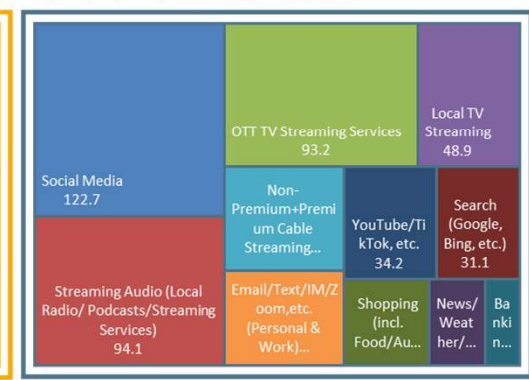 Social Media
122.7
Streaming Audio (Local
Radio/ Podcasts/Streaming
Services)
94.1
OTT TV Streaming Services
93.2
Local TV
Streaming
48.9
Non-
Premium+Premi
um Cable
Streaming...
YouTube/Ti
kTok, etc.
34.2
Search
(Google,
Bing, etc.)
31.1
Email/Text/IM/Z
oom,etc.
(Personal &
Work)...
Shopping
(incl.
Food/Au...
News/
Weat
her/...
Ba
nki
n...